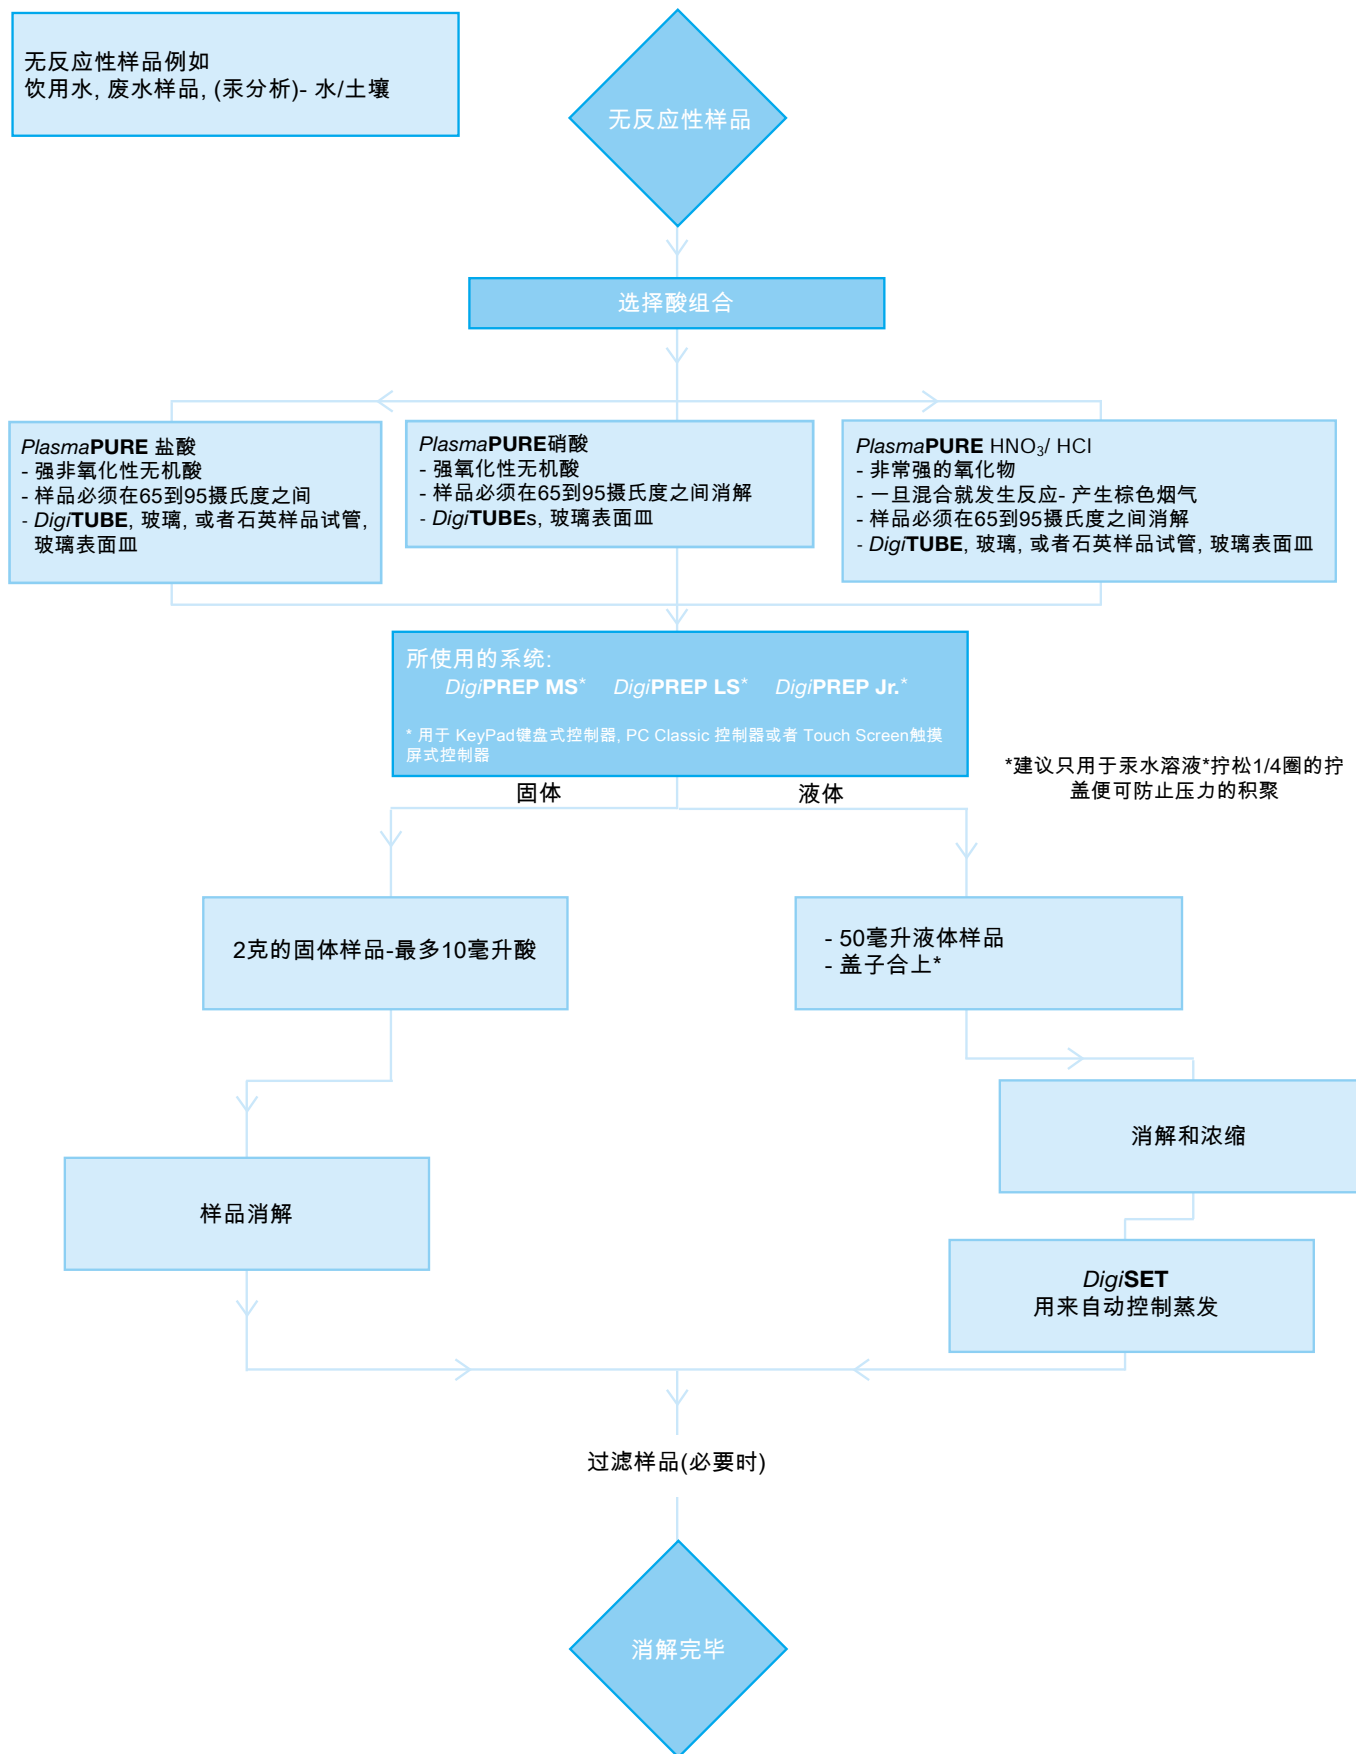 无反应性样品例如
饮用水, 废水样品, (汞分析)- 水/土壤
无反应性样品
选择酸组合
PlasmaPURE 盐酸
- 强非氧化性无机酸
- 样品必须在65到95摄氏度之间
- DigiTUBE, 玻璃, 或者石英样品试管,
玻璃表面皿
PlasmaPURE硝酸
- 强氧化性无机酸
- 样品必须在65到95摄氏度之间消解
- DigiTUBEs, 玻璃表面皿
PlasmaPURE HNO₃/ HCl
- 非常强的氧化物
- 一旦混合就发生反应- 产生棕色烟气
- 样品必须在65到95摄氏度之间消解
- DigiTUBE, 玻璃, 或者石英样品试管, 玻璃表面皿
所使用的系统:
DigiPREP MS* DigiPREP LS* DigiPREP Jr.*
* 用于 KeyPad键盘式控制器, PC Classic 控制器或者 Touch Screen触摸
屏式控制器
*建议只用于汞水溶液*拧松1/4圈的拧
盖便可防止压力的积聚
固体
液体
2克的固体样品-最多10毫升酸
- 50毫升液体样品
- 盖子合上*
消解和浓缩
样品消解
DigiSET
用来自动控制蒸发
过滤样品(必要时)
消解完毕